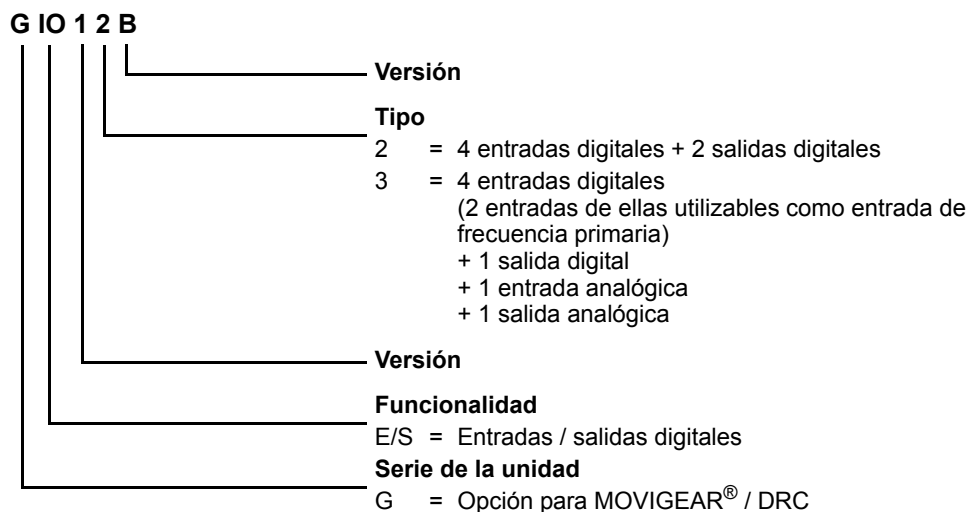 G IO 1 2 B
Versión
Tipo
2 = 4 entradas digitales + 2 salidas digitales
3 = 4 entradas digitales
(2 entradas de ellas utilizables como entrada de
frecuencia primaria)
+ 1 salida digital
+ 1 entrada analógica
+ 1 salida analógica
Versión
Funcionalidad
E/S = Entradas / salidas digitales
Serie de la unidad
G = Opción para MOVIGEAR® / DRC